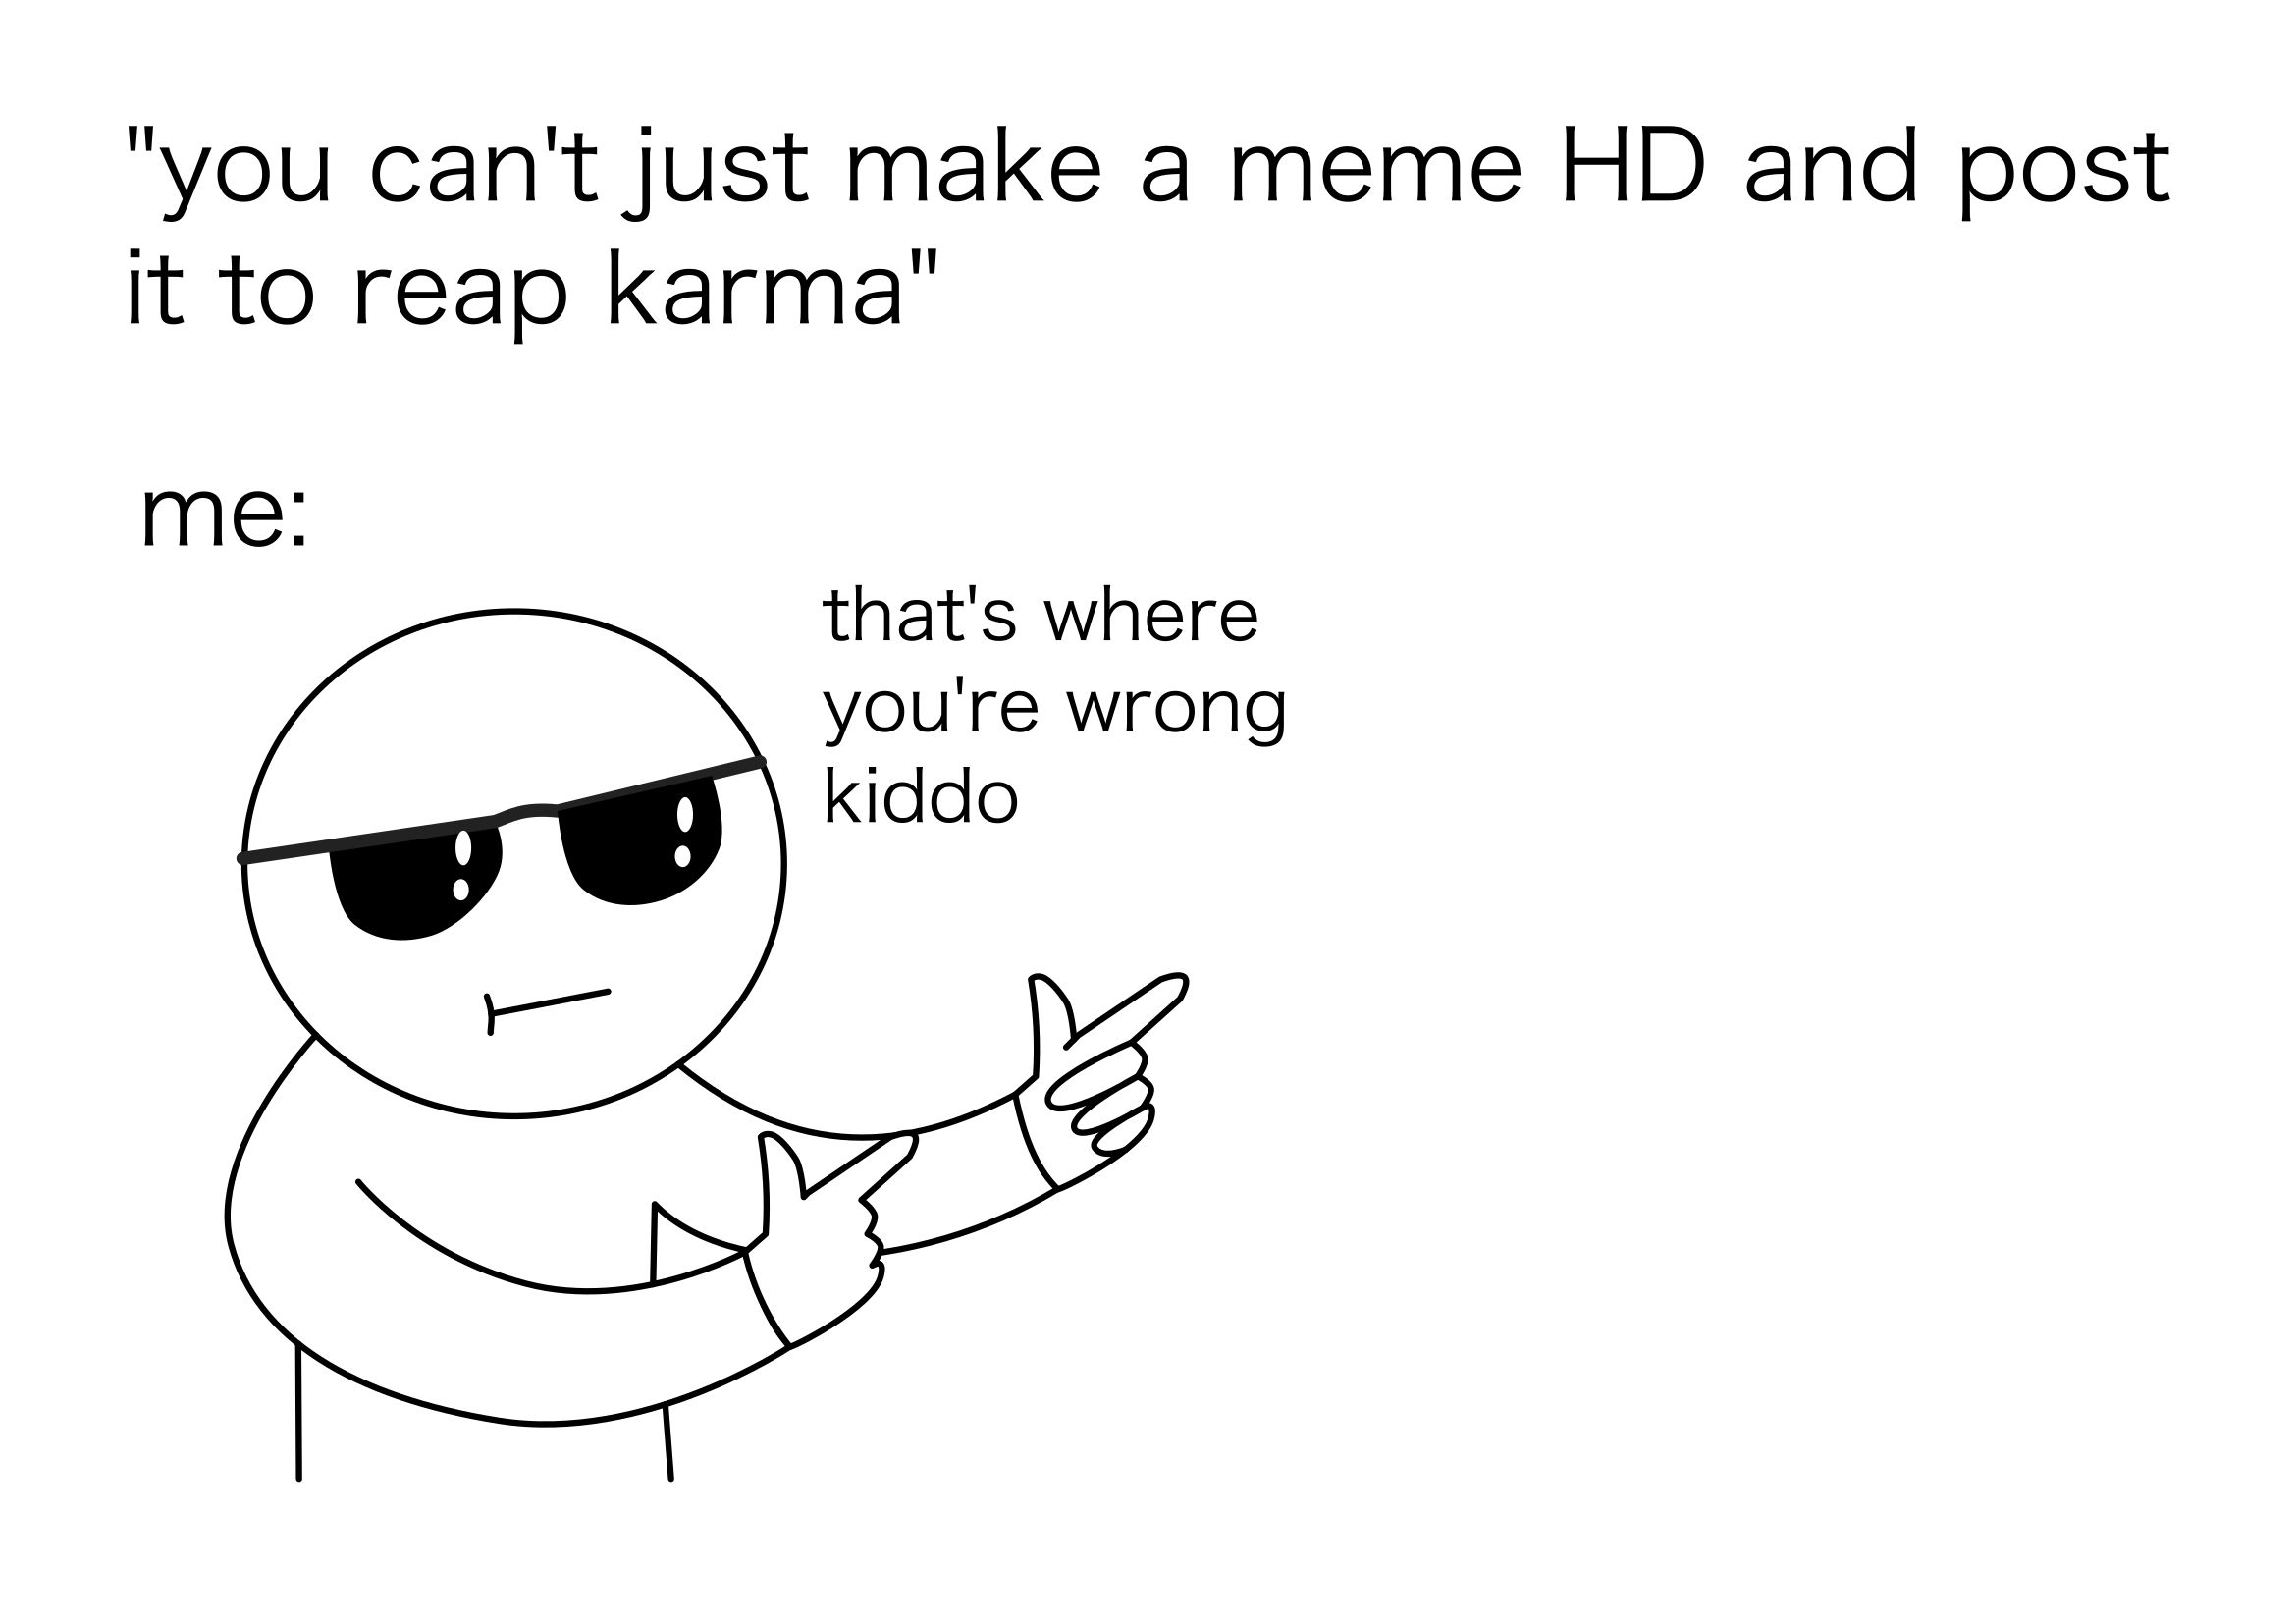 "you can't just make a meme HD and post
it to reap karma"
me:
that's where
you're wrong
kiddo